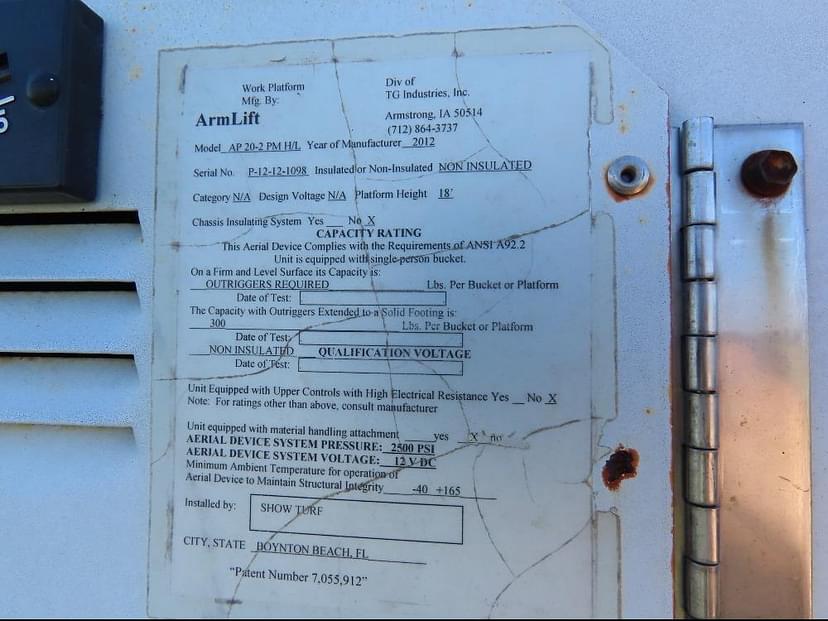 Work Platform
Mfg. By:
Div of
TG Industries, Inc.
ArmLift
Armstrong, IA 50514
(712) 864-3737
Model AP 20-2 PM H/L Year of Manufacturer 2012
Serial No. P-12-12-1098 Insulated or Non-Insulated NON INSULATED
Category N/A Design Voltage N/A Platform Height 18'
Chassis Insulating System Yes __ No X
CAPACITY RATING
This Aerial Device Complies with the Requirements of ANSI A92.2
Unit is equipped with single-person bucket.
On a Firm and Level Surface its Capacity is:
OUTRIGGERS REQUIRED Lbs. Per Bucket or Platform
Date of Test:
The Capacity with Outriggers Extended to a Solid Footing is:
300 Lbs. Per Bucket or Platform
Date of Test:
NON INSULATED QUALIFICATION VOLTAGE
Date of Test:
Unit Equipped with Upper Controls with High Electrical Resistance Yes __ No X
Note: For ratings other than above, consult manufacturer
Unit equipped with material handling attachment yes X no
AERIAL DEVICE SYSTEM PRESSURE: 2500 PSI
AERIAL DEVICE SYSTEM VOLTAGE: 12 V DC
Minimum Ambient Temperature for operation of
Aerial Device to Maintain Structural Integrity -40 +165
Installed by: SHOW TURF
CITY, STATE BOYNTON BEACH, FL
"Patent Number 7,055,912"